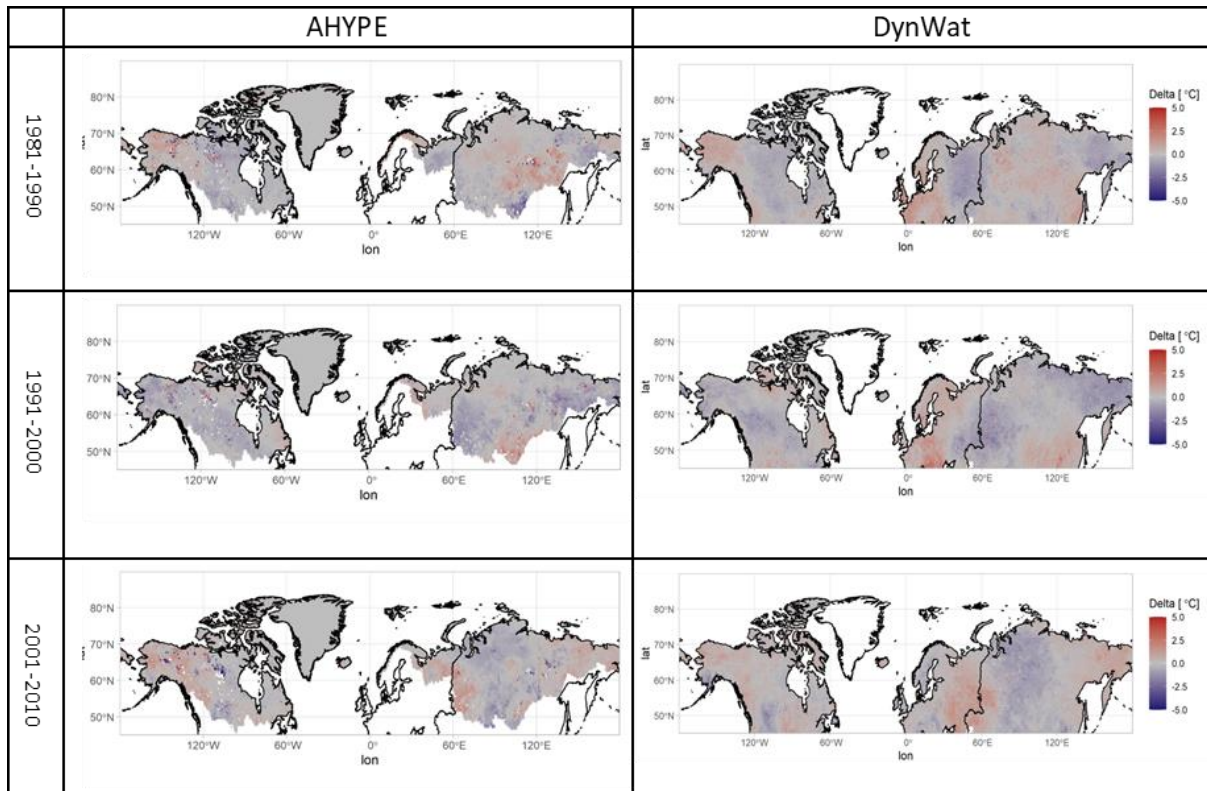 AHYPE
DynWat
1981 -1990
80°N
70°N
60°N
50°N
120°W
60°W
0°
60°E
120°E
lon
lat
80°N
70°N
60°N
50°N
120°W
60°W
0°
60°E
120°E
lon
Delta [ °C]
5.0
2.5
0.0
-2.5
-5.0
1991 -2000
80°N
70°N
60°N
50°N
120°W
60°W
0°
60°E
120°E
lon
lat
80°N
70°N
60°N
50°N
120°W
60°W
0°
60°E
120°E
lon
Delta [ °C]
5.0
2.5
0.0
-2.5
-5.0
2001 -2010
80°N
70°N
60°N
50°N
120°W
60°W
0°
60°E
120°E
lon
lat
80°N
70°N
60°N
50°N
120°W
60°W
0°
60°E
120°E
lon
Delta [ °C]
5.0
2.5
0.0
-2.5
-5.0